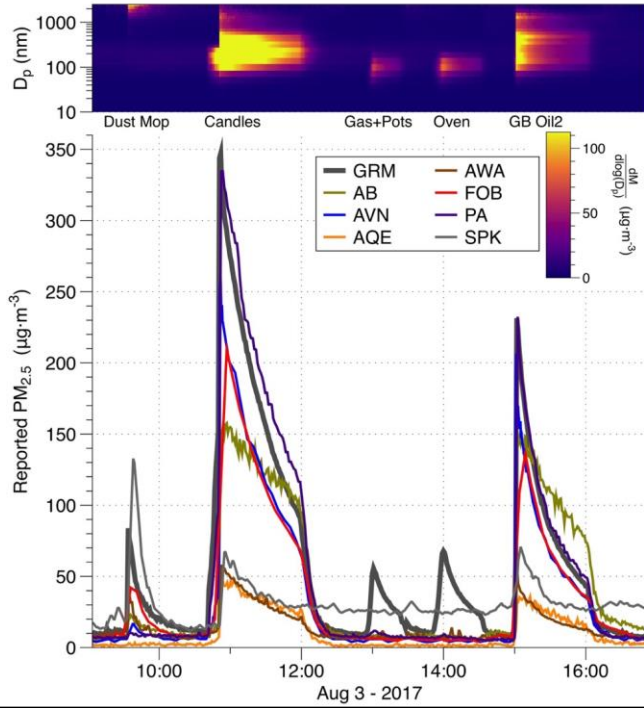 1000
100
10
Dp (nm)
Dust Mop Candles Gas+Pots Oven GB Oil2
350
300
250
200
150
100
50
0
Reported PM2.5 (µg·m-3)
GRM AWA
AB FOB
AVN PA
AQE SPK
100
50
0
dM
dlog(Dp) (µg·m-3)
10:00 12:00 14:00 16:00
Aug 3 - 2017